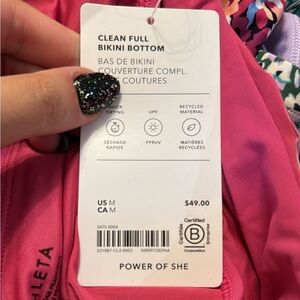 CLEAN FULL
BIKINI BOTTOM
BAS DE BIKINI
COUVERTURE COMPL.
COUTURES
QUICK
DRYING
UPF
RECYCLED
MATERIAL
SÉCHAGE
RAPIDE
FPRUV
MATIÈRES
RECYCLÉES
US M
CA M
$49.00
Certified
B
Corporation
POWER OF SHE
LETA